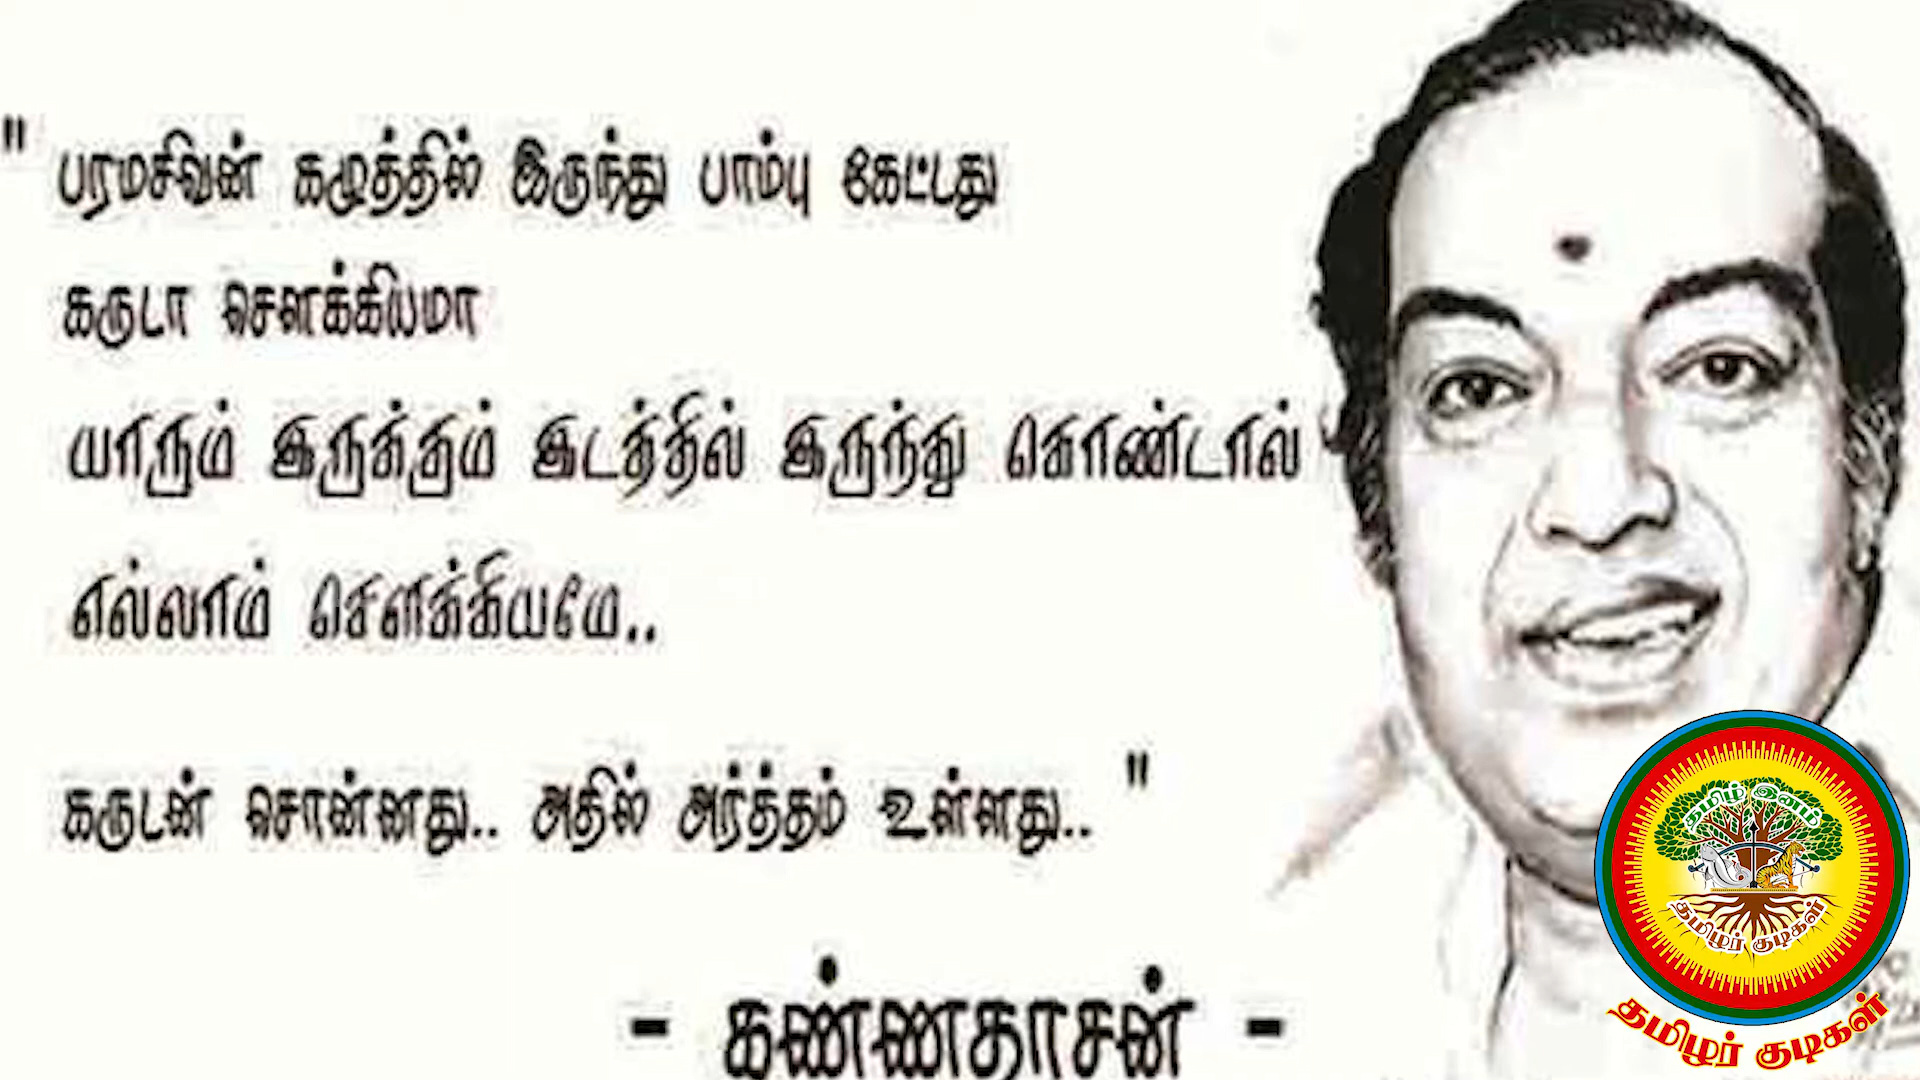 " பரமசிவன் கழுத்தில் இருந்து பாம்பு கேட்டது
கருடா சௌக்கியமா
யாரும் இருக்கும் இடத்தில் இருந்து கொண்டால்
எல்லாம் சௌக்கியமே..
கருடன் சொன்னது.. அதில் அர்த்தம் உள்ளது.. "
- கண்ணதாசன் -
தமிழ் இனம்
தமிழர் குடிகள்
தமிழர் குடிகள்